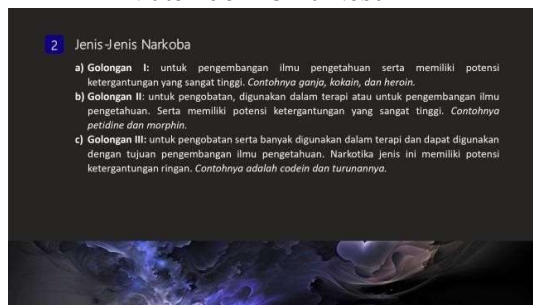 2 Jenis-Jenis Narkoba
a) Golongan I: untuk pengembangan ilmu pengetahuan serta memiliki potensi
ketergantungan yang sangat tinggi. Contohnya ganja, kokain, dan heroin.
b) Golongan II: untuk pengobatan, digunakan dalam terapi atau untuk pengembangan ilmu
pengetahuan. Serta memiliki potensi ketergantungan yang sangat tinggi. Contohnya
petidine dan morphin.
c) Golongan III: untuk pengobatan serta banyak digunakan dalam terapi dan dapat digunakan
dengan tujuan pengembangan ilmu pengetahuan. Narkotika jenis ini memiliki potensi
ketergantungan ringan. Contohnya adalah codein dan turunannya.